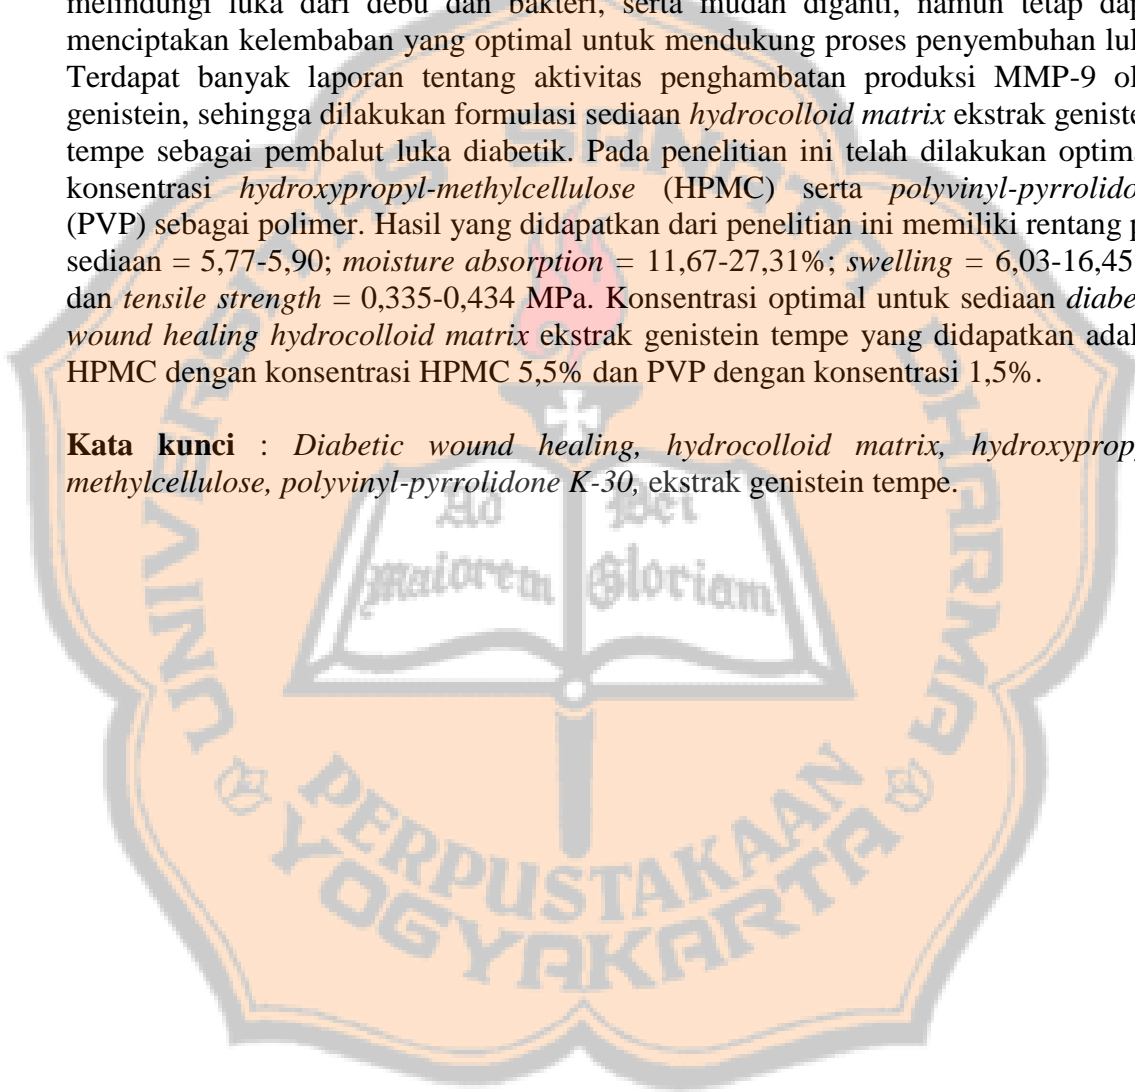 melindungi luka dari debu dan bakteri, serta mudah diganti, namun tetap dap
menciptakan kelembaban yang optimal untuk mendukung proses penyembuhan luk
Terdapat banyak laporan tentang aktivitas penghambatan produksi MMP-9 ol
genistein, sehingga dilakukan formulasi sediaan hydrocolloid matrix ekstrak geniste
tempe sebagai pembalut luka diabetik. Pada penelitian ini telah dilakukan optima
konsentrasi hydroxypropyl-methylcellulose (HPMC) serta polyvinyl-pyrrolido
(PVP) sebagai polimer. Hasil yang didapatkan dari penelitian ini memiliki rentang p
sediaan = 5,77-5,90; moisture absorption = 11,67-27,31%; swelling = 6,03-16,45
dan tensile strength = 0,335-0,434 MPa. Konsentrasi optimal untuk sediaan diabe
wound healing hydrocolloid matrix ekstrak genistein tempe yang didapatkan adal
HPMC dengan konsentrasi HPMC 5,5% dan PVP dengan konsentrasi 1,5%.
Kata kunci : Diabetic wound healing, hydrocolloid matrix, hydroxyprop
methylcellulose, polyvinyl-pyrrolidone K-30, ekstrak genistein tempe.
UNIVERSITAS SANATA DHARMA
Ad Dei
maiorem Gloriam
PERPUSTAKAAN
YOGYAKARTA